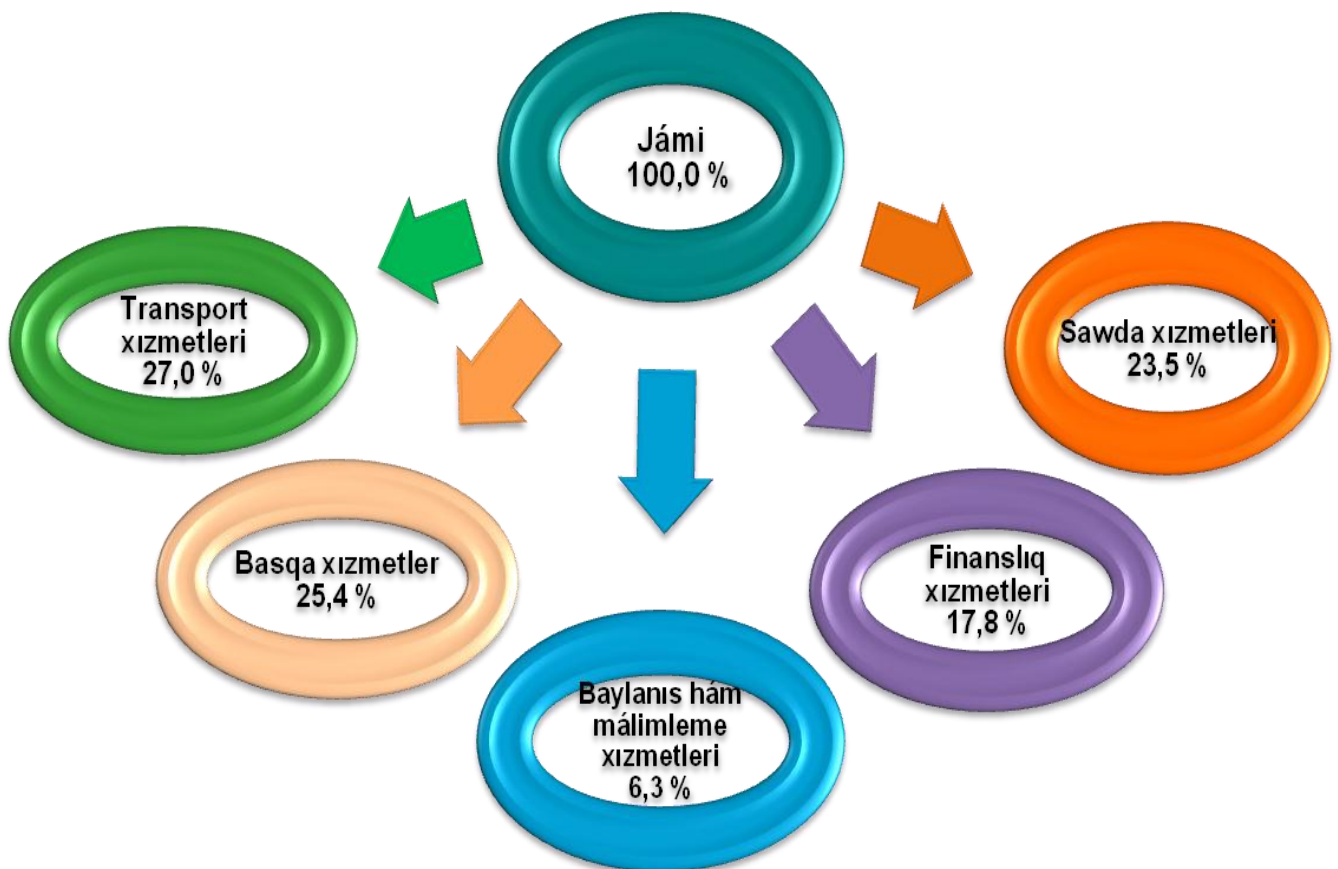 Jámi
100,0 %
Transport
xızmetleri
27,0 %
Sawda xızmetleri
23,5 %
Basqa xızmetler
25,4 %
Finanslıq
xızmetleri
17,8 %
Baylanıs hám
málimleme
xızmetleri
6,3 %